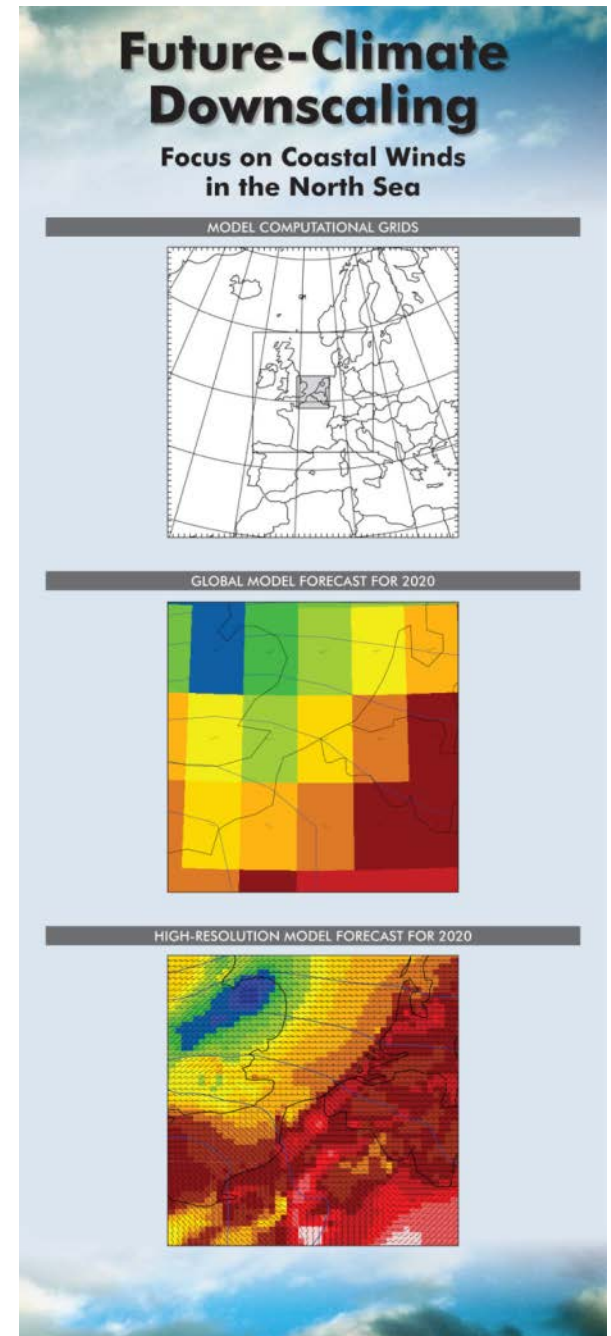 Future-Climate
Downscaling
Focus on Coastal Winds
in the North Sea
MODEL COMPUTATIONAL GRIDS
GLOBAL MODEL FORECAST FOR 2020
HIGH-RESOLUTION MODEL FORECAST FOR 2020